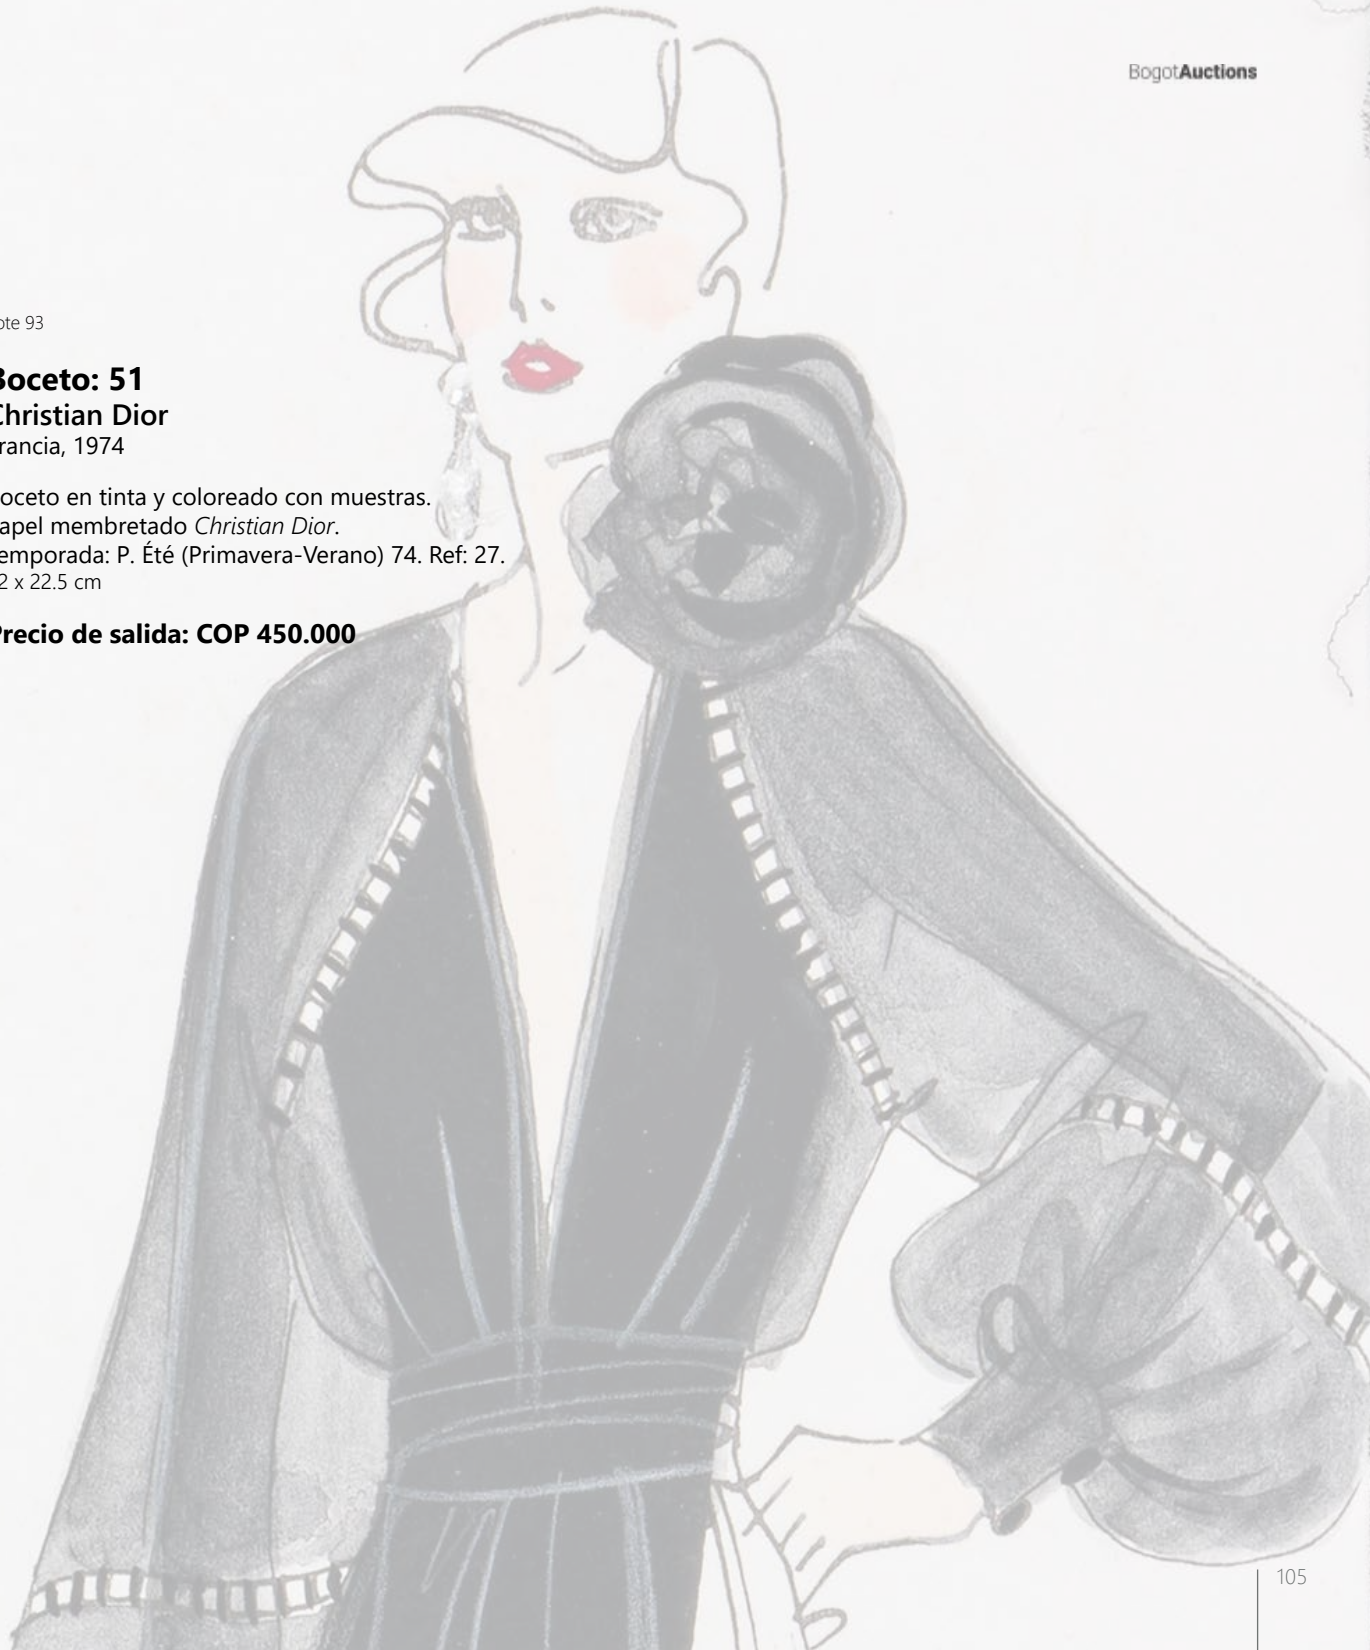 BogotAuctions
ote 93
Boceto: 51
Christian Dior
rancia, 1974
oceto en tinta y coloreado con muestras.
apel membretado Christian Dior.
emporada: P. Été (Primavera-Verano) 74. Ref: 27.
2 x 22.5 cm
Precio de salida: COP 450.000
105